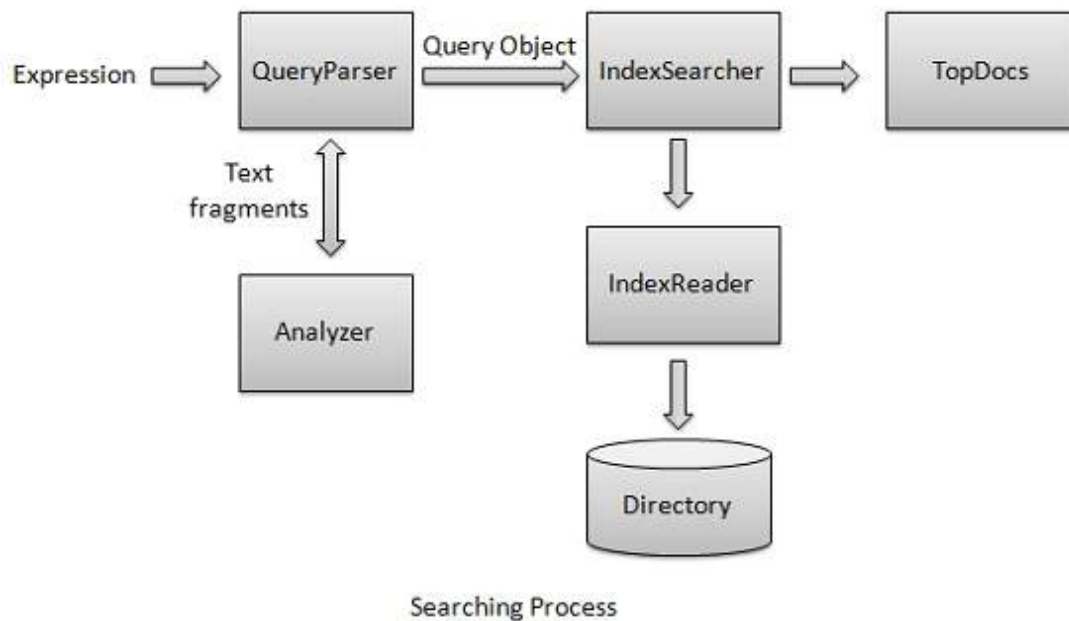 Expression
QueryParser
Query Object
IndexSearcher
TopDocs
Text
fragments
Analyzer
IndexReader
Directory
Searching Process